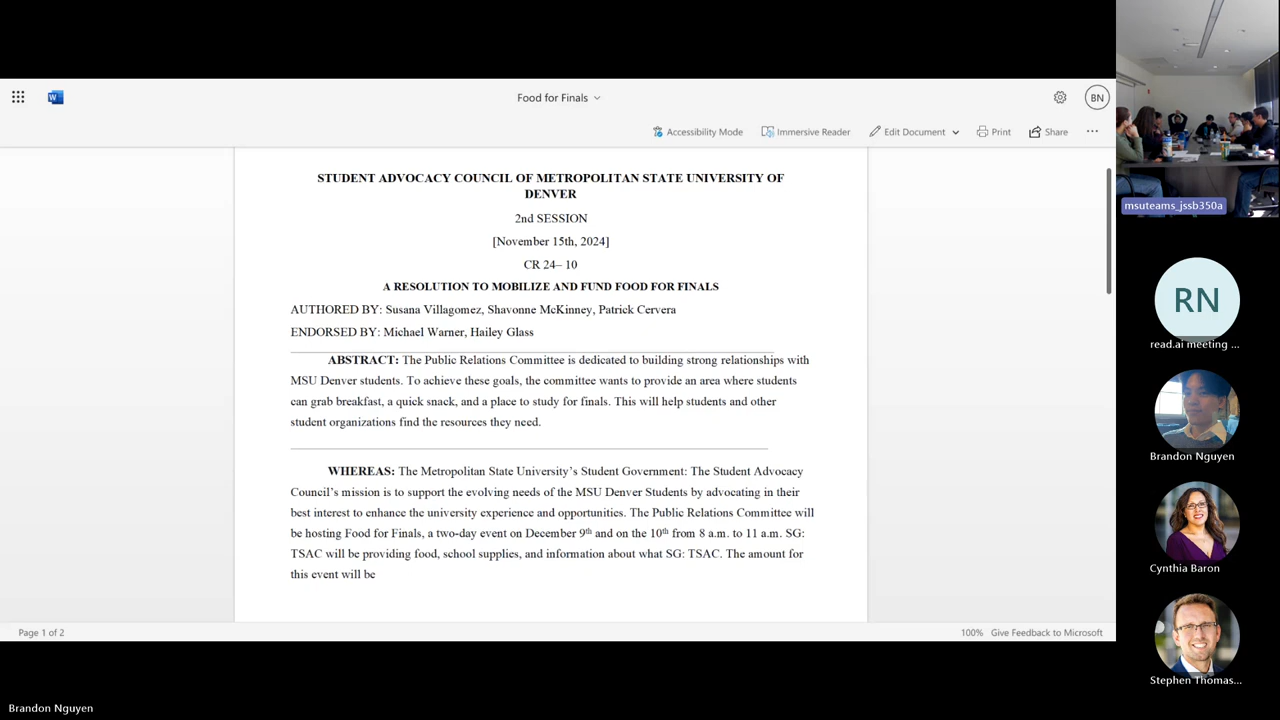 Food for Finals
BN
Accessibility Mode
Immersive Reader
Edit Document
Print
Share
STUDENT ADVOCACY COUNCIL OF METROPOLITAN STATE UNIVERSITY OF
DENVER
2nd SESSION
[November 15th, 2024]
CR 24– 10
A RESOLUTION TO MOBILIZE AND FUND FOOD FOR FINALS
AUTHORED BY: Susana Villagomez, Shavonne McKinney, Patrick Cervera
ENDORSED BY: Michael Warner, Hailey Glass
ABSTRACT: The Public Relations Committee is dedicated to building strong relationships with
MSU Denver students. To achieve these goals, the committee wants to provide an area where students
can grab breakfast, a quick snack, and a place to study for finals. This will help students and other
student organizations find the resources they need.
WHEREAS: The Metropolitan State University’s Student Government: The Student Advocacy
Council’s mission is to support the evolving needs of the MSU Denver Students by advocating in their
best interest to enhance the university experience and opportunities. The Public Relations Committee will
be hosting Food for Finals, a two-day event on December 9th and on the 10th from 8 a.m. to 11 a.m. SG:
TSAC will be providing food, school supplies, and information about what SG: TSAC. The amount for
this event will be
Page 1 of 2
100% Give Feedback to Microsoft
msuteams_jssb350a
RN
read.ai meeting ...
Brandon Nguyen
Cynthia Baron
Stephen Thomas...
Brandon Nguyen